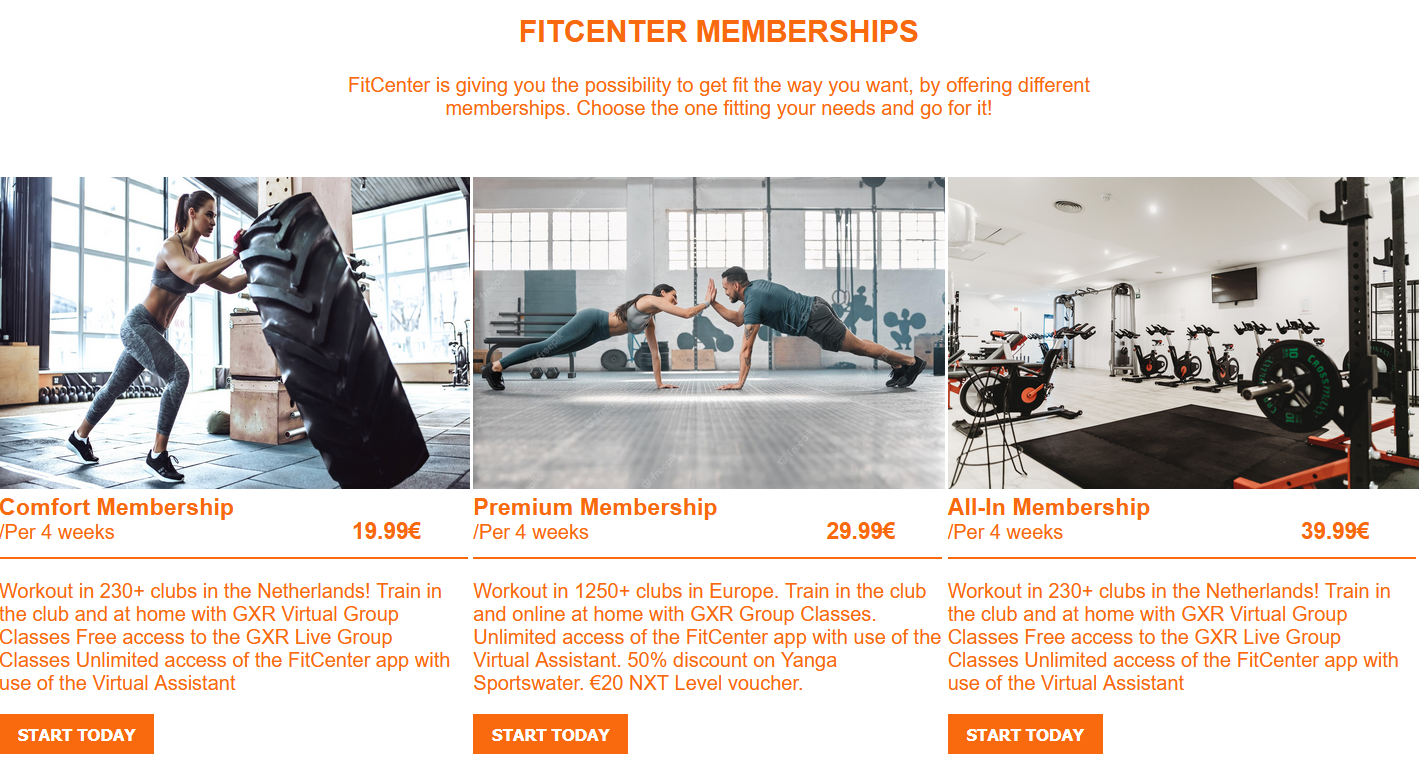 FITCENTER MEMBERSHIPS
FitCenter is giving you the possibility to get fit the way you want, by offering different
memberships. Choose the one fitting your needs and go for it!
Comfort Membership
/Per 4 weeks 19.99€
Workout in 230+ clubs in the Netherlands! Train in
the club and at home with GXR Virtual Group
Classes Free access to the GXR Live Group
Classes Unlimited access of the FitCenter app with
use of the Virtual Assistant
START TODAY
Premium Membership
/Per 4 weeks 29.99€
Workout in 1250+ clubs in Europe. Train in the club
and online at home with GXR Group Classes.
Unlimited access of the FitCenter app with use of the
Virtual Assistant. 50% discount on Yanga
Sportswater. €20 NXT Level voucher.
START TODAY
All-In Membership
/Per 4 weeks 39.99€
Workout in 230+ clubs in the Netherlands! Train in
the club and at home with GXR Virtual Group
Classes Free access to the GXR Live Group
Classes Unlimited access of the FitCenter app with
use of the Virtual Assistant
START TODAY